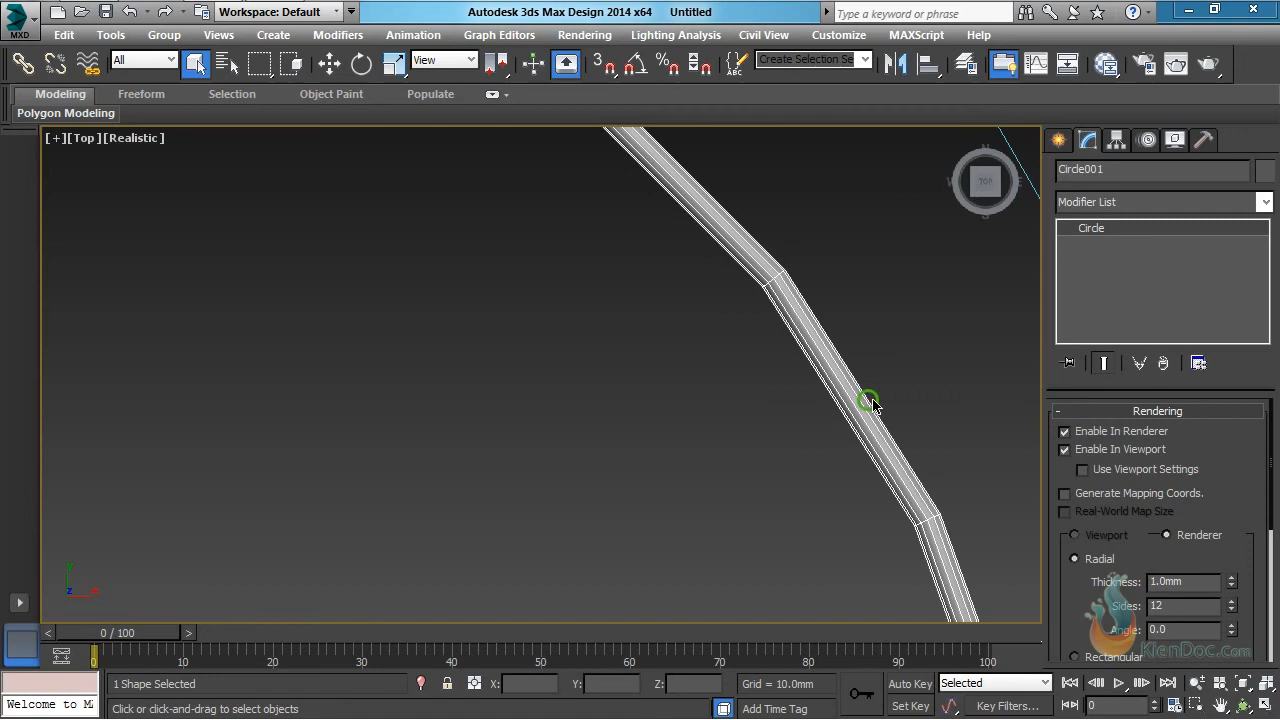 Workspace: Default
Autodesk 3ds Max Design 2014 x64
Untitled
Type a keyword or phrase
MXD
Edit
Tools
Group
Views
Create
Modifiers
Animation
Graph Editors
Rendering
Lighting Analysis
Civil View
Customize
MAXScript
Help
All
View
3
Create Selection Se
Modeling
Freeform
Selection
Object Paint
Populate
Polygon Modeling
[+][Top][Realistic]
N
TOP
S
Circle001
Modifier List
Circle
- Rendering
Enable In Renderer
Enable In Viewport
Use Viewport Settings
Generate Mapping Coords.
Real-World Map Size
Viewport
Renderer
Radial
Thickness: 1.0mm
Sides: 12
Angle: 0.0
Rectangular
KienDoc.Com
y
z
x
< 0 / 100 >
0 10 20 30 40 50 60 70 80 90 100
1 Shape Selected
X:
Y:
Z:
Grid = 10.0mm
Auto Key
Selected
Welcome to M
Click or click-and-drag to select objects
Add Time Tag
Set Key
Key Filters...
0